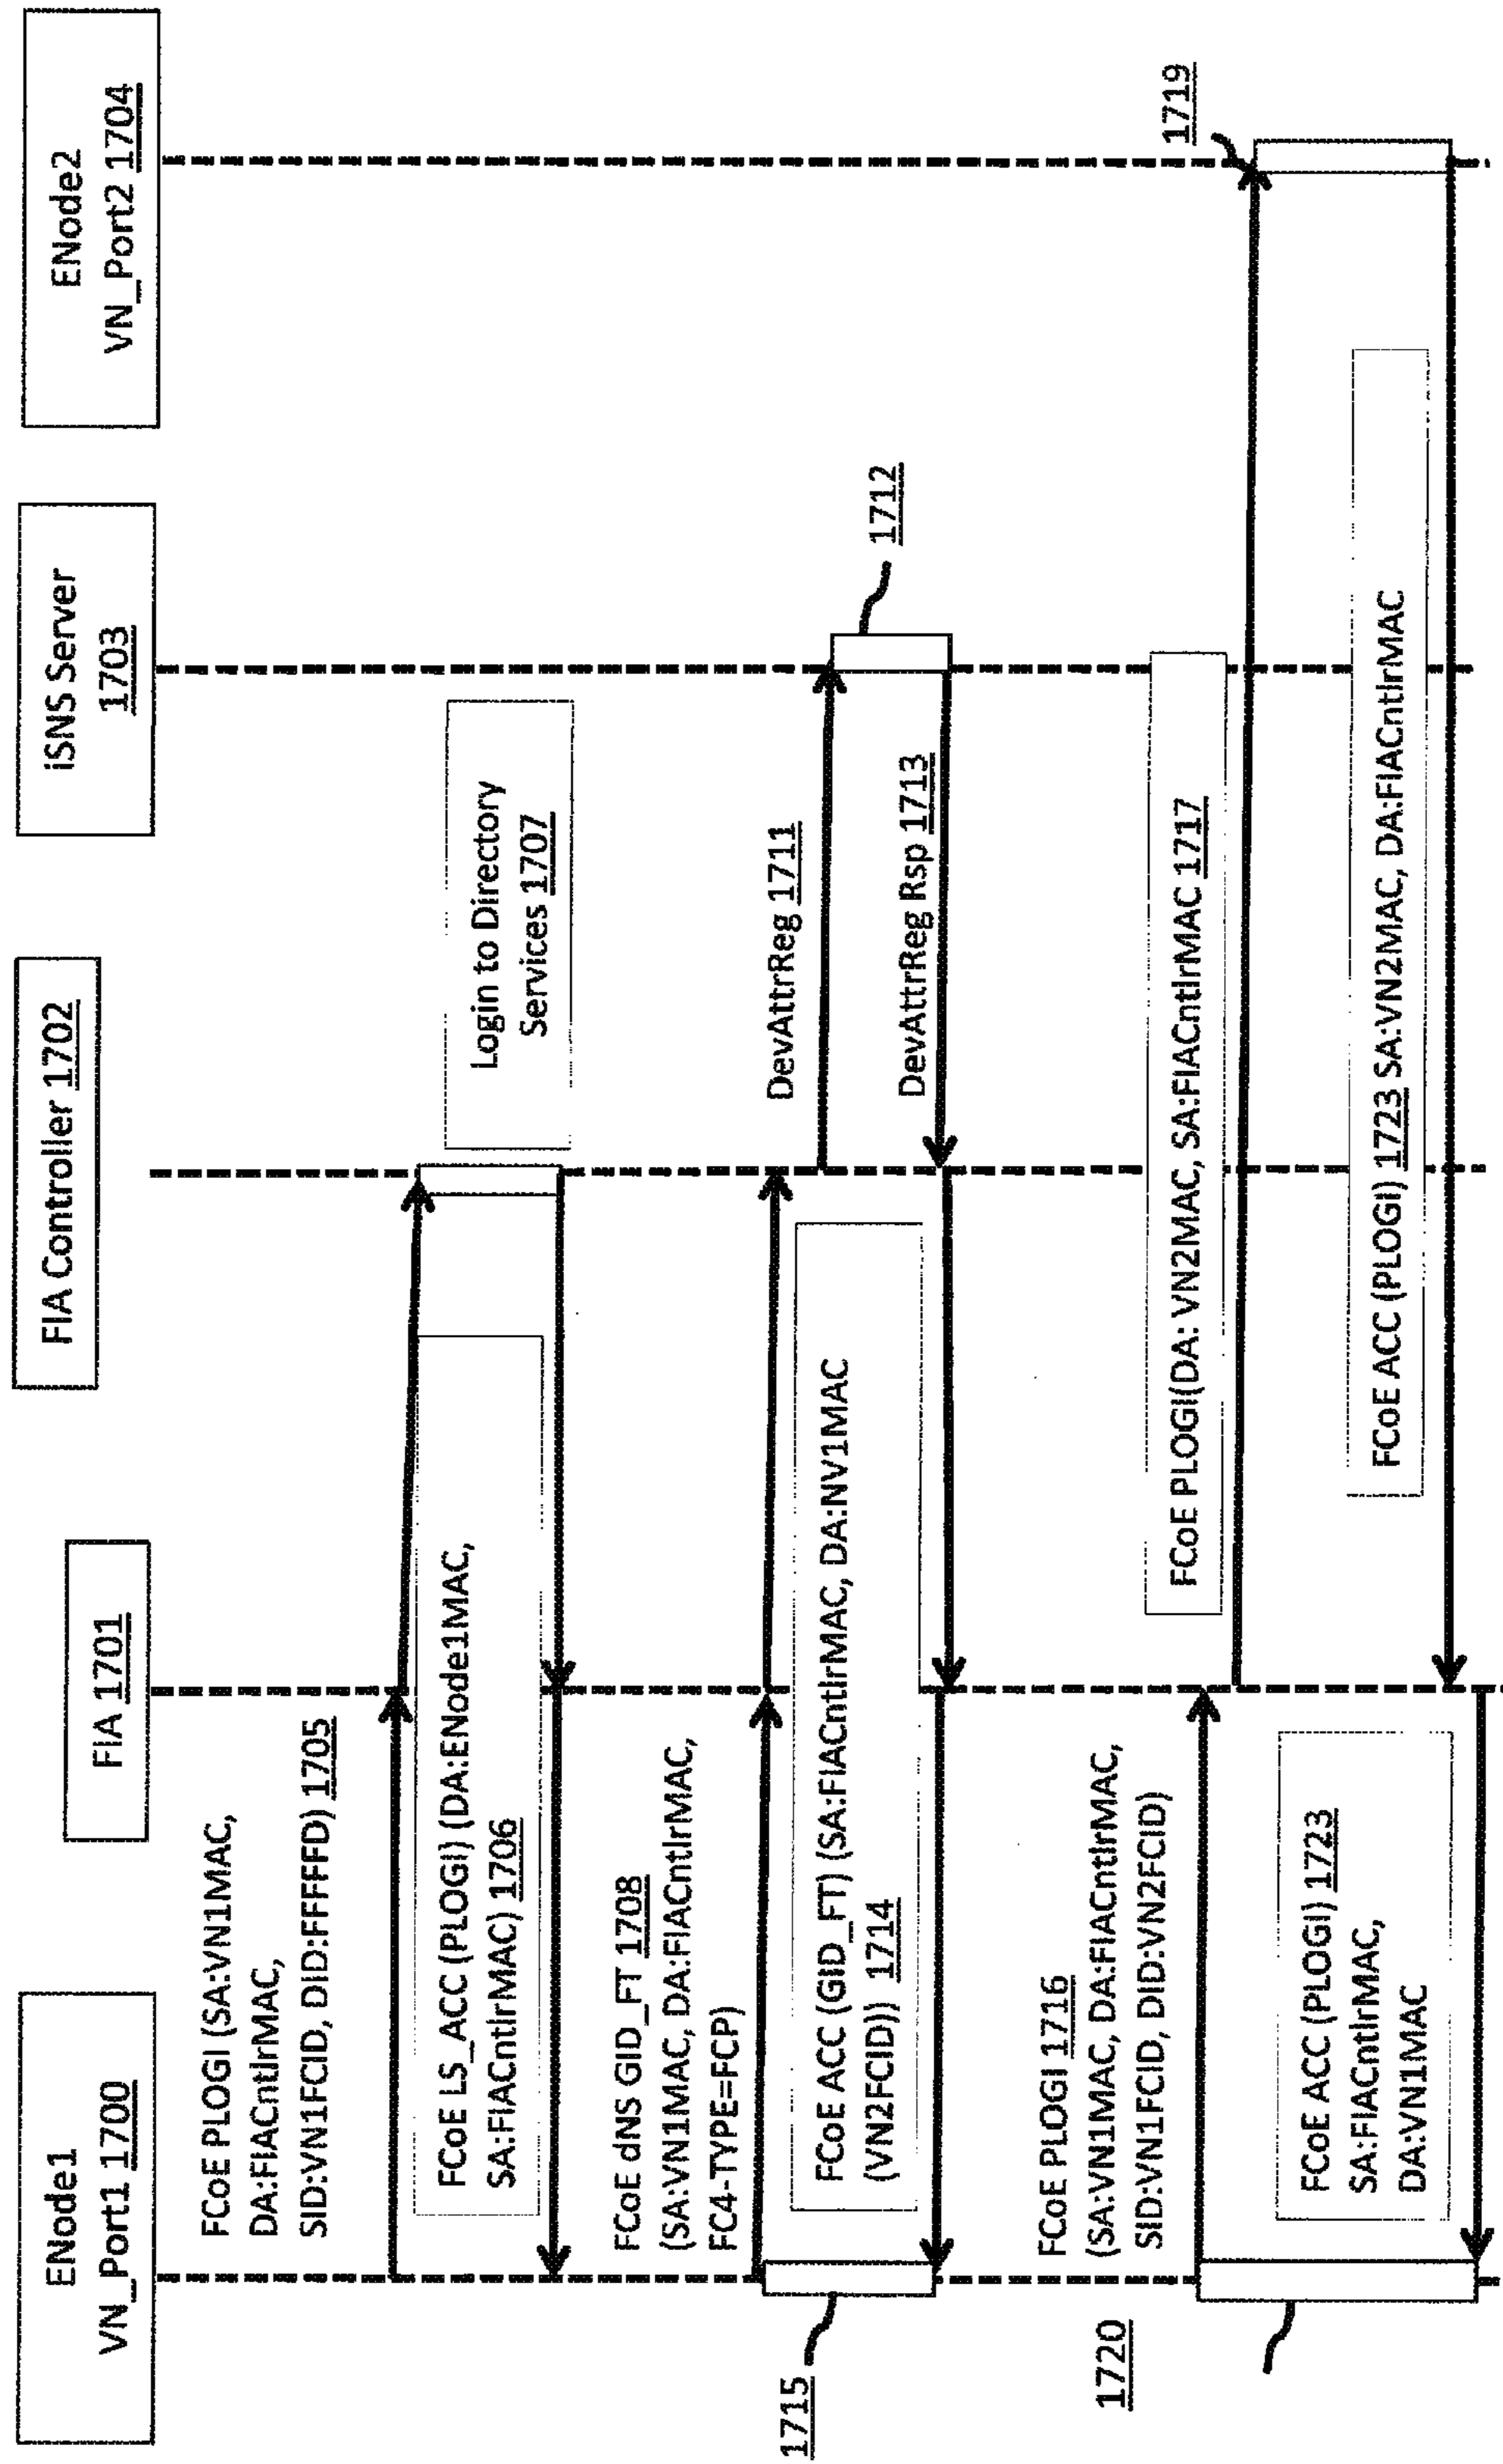 ENode1
VN_Port1 1700
FIA 1701
FIA Controller 1702
iSNS Server
1703
ENode2
VN_Port2 1704
FCoE PLOGI (SA:VN1MAC,
DA:FIACntlrMAC,
SID:VN1FCID, DID:FFFFFD) 1705
FCoE LS_ACC (PLOGI) (DA:ENode1MAC,
SA:FIACntlrMAC) 1706
Login to Directory
Services 1707
FCoE dNS GID_FT 1708
(SA:VN1MAC, DA:FIACntlrMAC,
FC4-TYPE=FCP)
DevAttrReg 1711
1712
DevAttrReg Rsp 1713
FCoE ACC (GID_FT) (SA:FIACntlrMAC, DA:NV1MAC
(VN2FCID)) 1714
1715
FCoE PLOGI 1716
(SA:VN1MAC, DA:FIACntlrMAC,
SID:VN1FCID, DID:VN2FCID)
FCoE PLOGI(DA: VN2MAC, SA:FIACntlrMAC 1717
1719
1720
FCoE ACC (PLOGI) 1723 SA:VN2MAC, DA:FIACntlrMAC
FCoE ACC (PLOGI) 1723
SA:FIACntlrMAC,
DA:VN1MAC